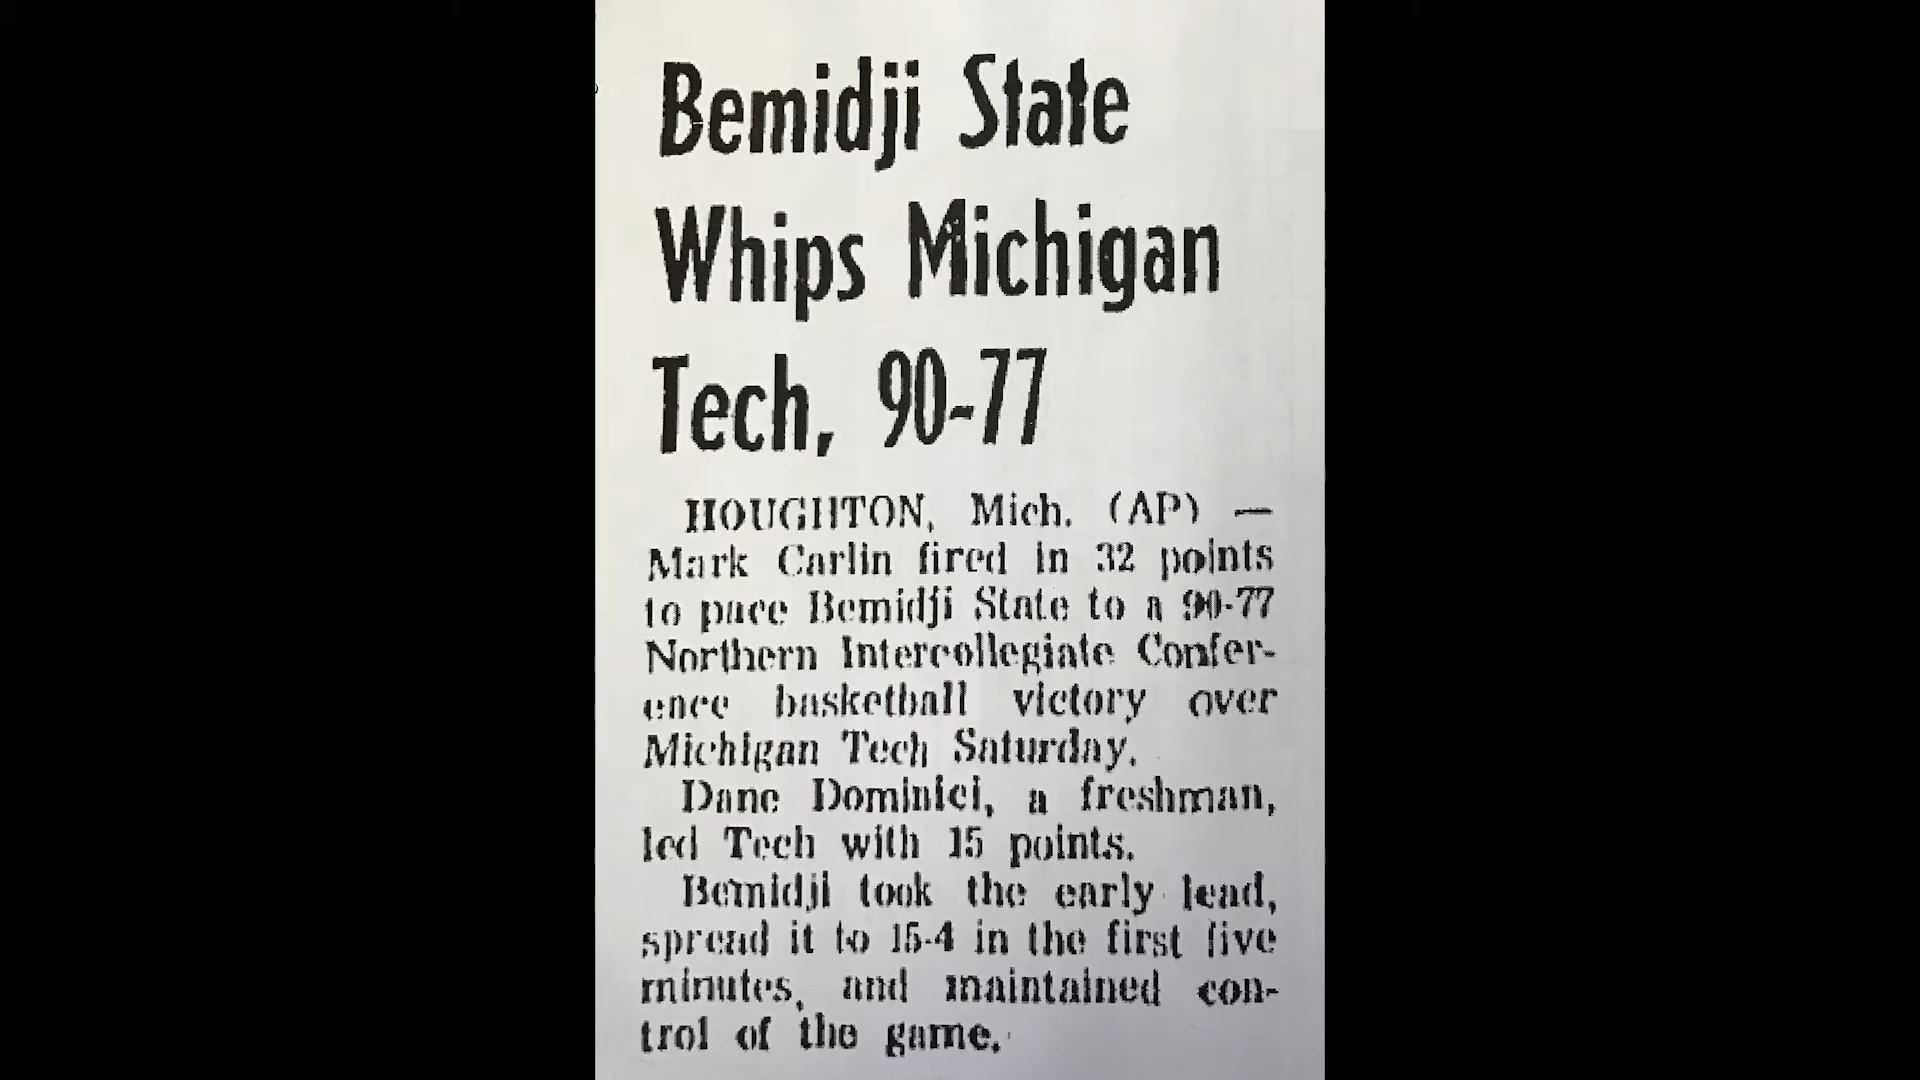 Bemidji State
Whips Michigan
Tech, 90-77
HOUGHTON, Mich. (AP) —
Mark Carlin fired in 32 points
to pace Bemidji State to a 90-77
Northern Intercollegiate Confer-
ence basketball victory over
Michigan Tech Saturday.
Dane Dominici, a freshman,
led Tech with 15 points.
Bemidji took the early lead,
spread it to 15-4 in the first five
minutes, and maintained con-
trol of the game.